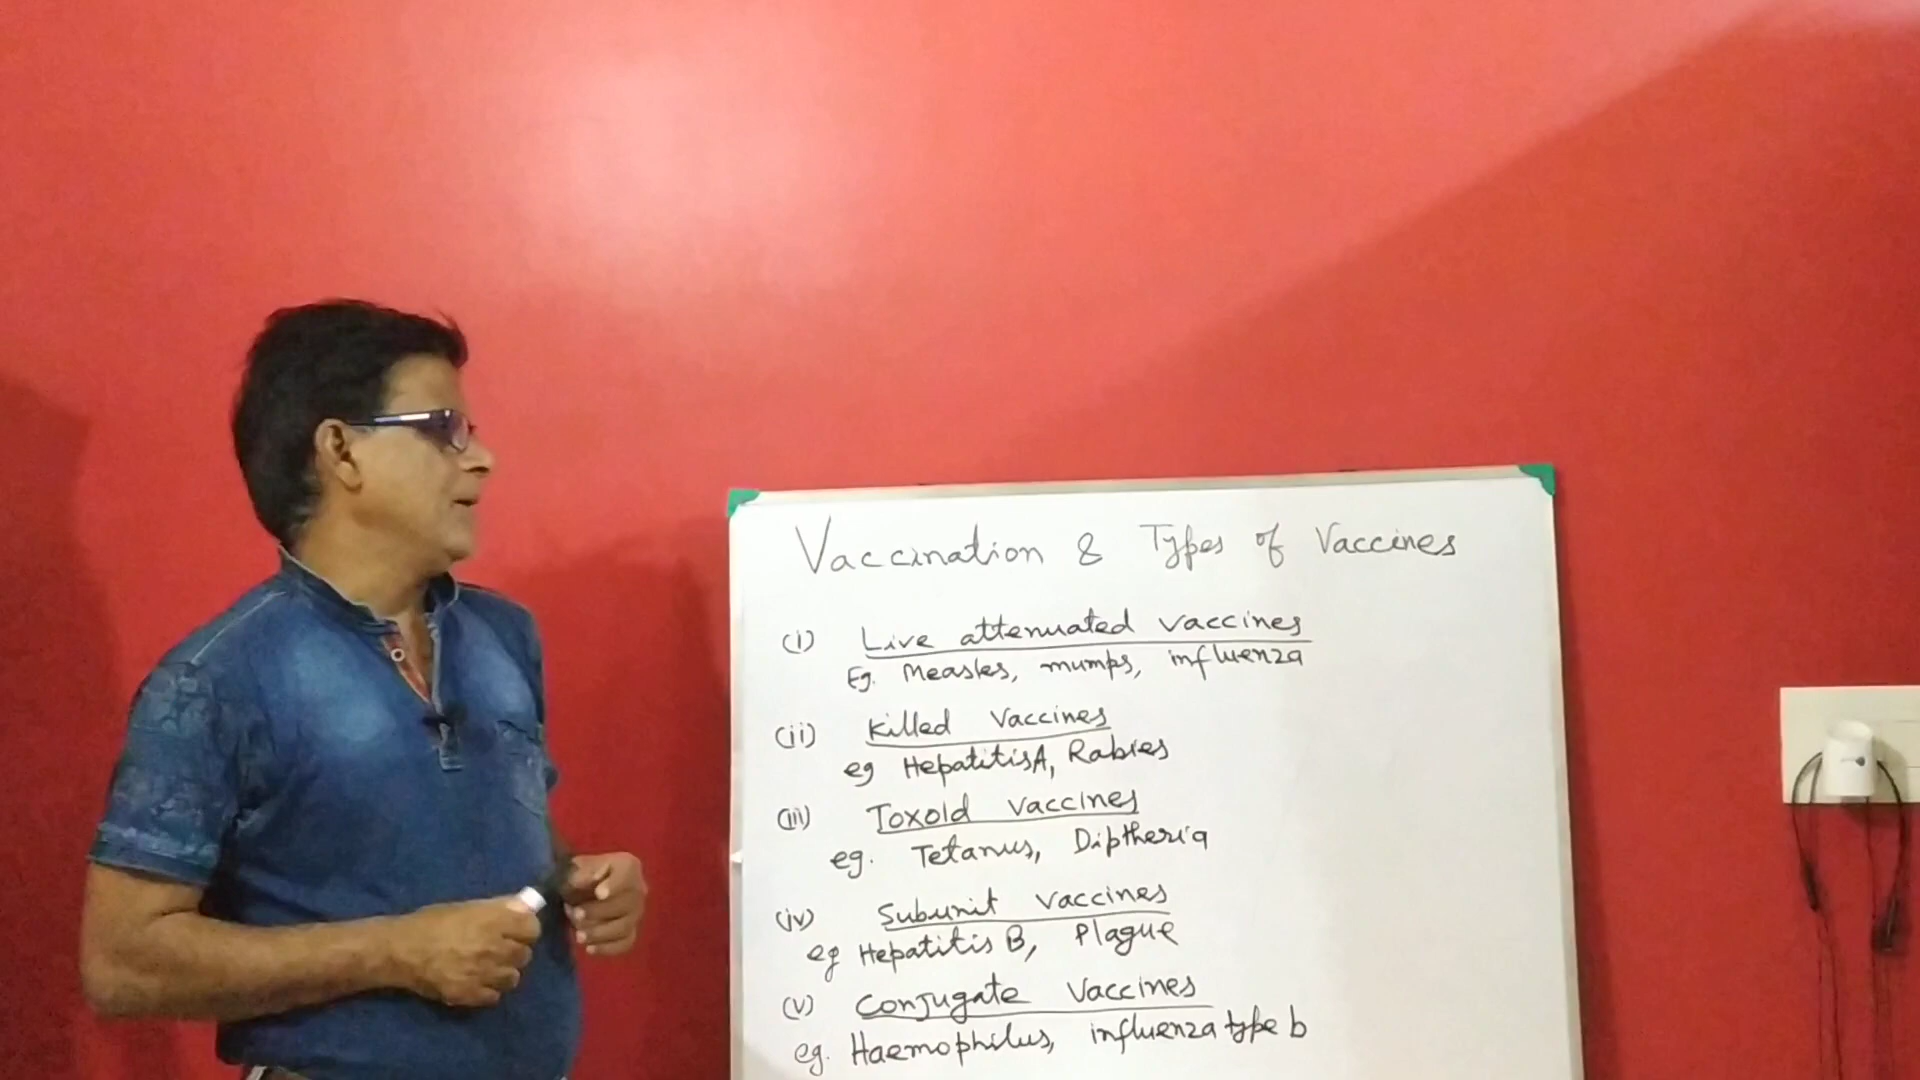 Vaccination & Types of Vaccines
(i) Live attenuated vaccines
Eg. Measles, mumps, influenza
(ii) Killed Vaccines
eg Hepatitis A, Rabies
(iii) Toxoid vaccines
eg. Tetanus, Diptheria
(iv) Subunit vaccines
eg Hepatitis B, Plague
(v) Conjugate Vaccines
eg. Haemophilus, influenza type b